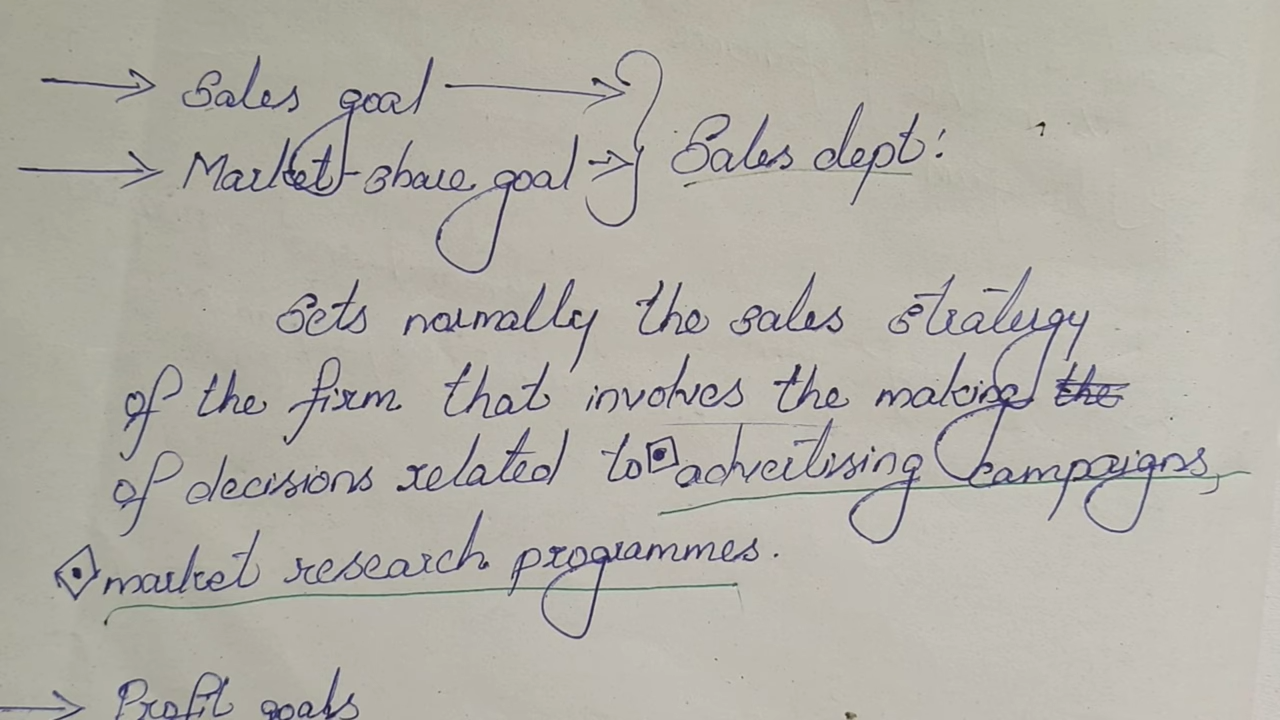 → Sales goal →
→ Market-share goal → } Sales dept:
Sets normally the sales strategy
of the firm that involves the making the
of decisions related to advertising campaigns,
market research programmes.
→ Profit goals